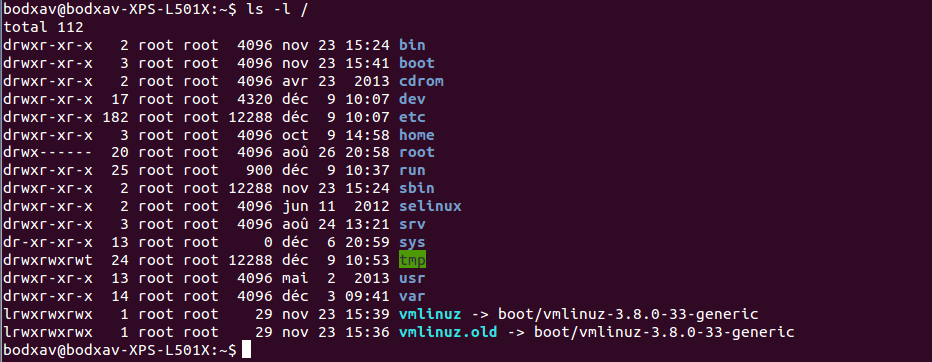 bodxav@bodxav-XPS-L501X:~$ ls -l /
total 112
drwxr-xr-x   2 root root  4096 nov 23 15:24 bin
drwxr-xr-x   3 root root  4096 nov 23 15:41 boot
drwxr-xr-x   2 root root  4096 avr 23  2013 cdrom
drwxr-xr-x  17 root root  4320 déc  9 10:07 dev
drwxr-xr-x 182 root root 12288 déc  9 10:07 etc
drwxr-xr-x   3 root root  4096 oct  9 14:58 home
drwx------  20 root root  4096 aoû 26 20:58 root
drwxr-xr-x  25 root root   900 déc  9 10:37 run
drwxr-xr-x   2 root root 12288 nov 23 15:24 sbin
drwxr-xr-x   2 root root  4096 jun 11  2012 selinux
drwxr-xr-x   3 root root  4096 aoû 24 13:21 srv
dr-xr-xr-x  13 root root     0 déc  6 20:59 sys
drwxrwxrwt  24 root root 12288 déc  9 10:53 tmp
drwxr-xr-x  13 root root  4096 mai  2  2013 usr
drwxr-xr-x  14 root root  4096 déc  3 09:41 var
lrwxrwxrwx   1 root root    29 nov 23 15:39 vmlinuz -> boot/vmlinuz-3.8.0-33-generic
lrwxrwxrwx   1 root root    29 nov 23 15:36 vmlinuz.old -> boot/vmlinuz-3.8.0-33-generic
bodxav@bodxav-XPS-L501X:~$